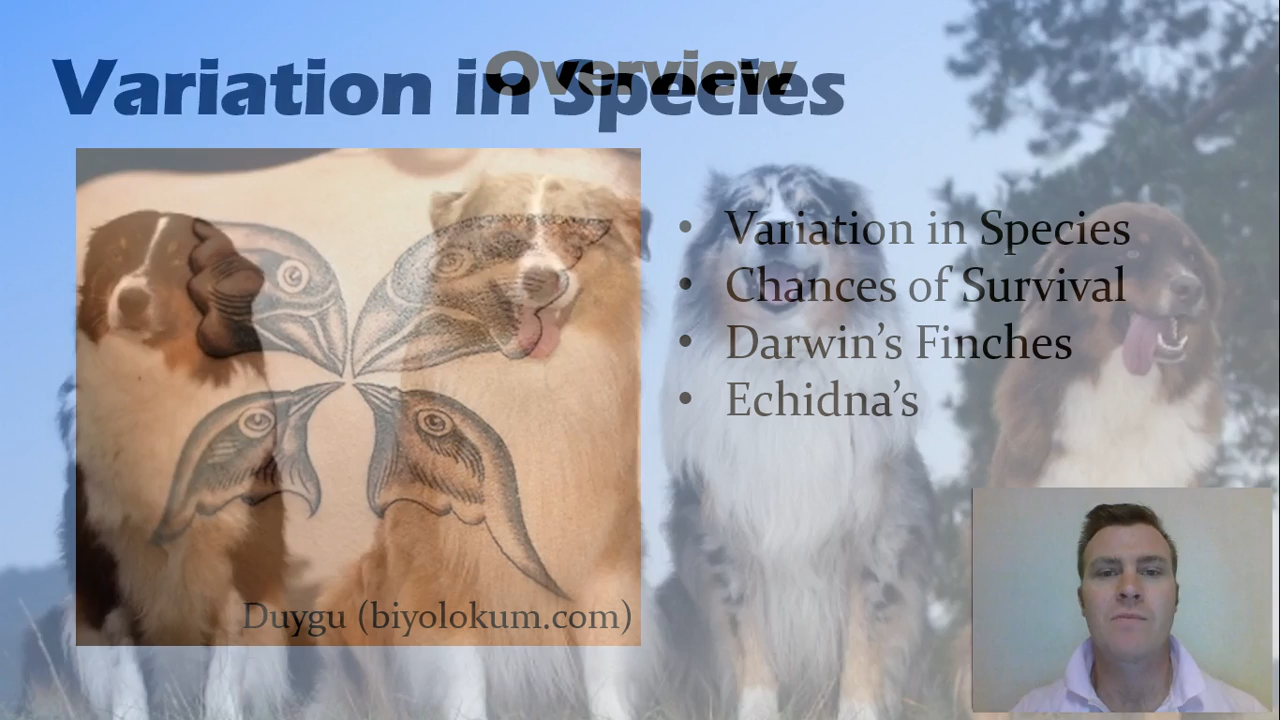 Overview
Variation in Species
• Variation in Species
• Chances of Survival
• Darwin's Finches
• Echidna's
Duygu (biyolokum.com)